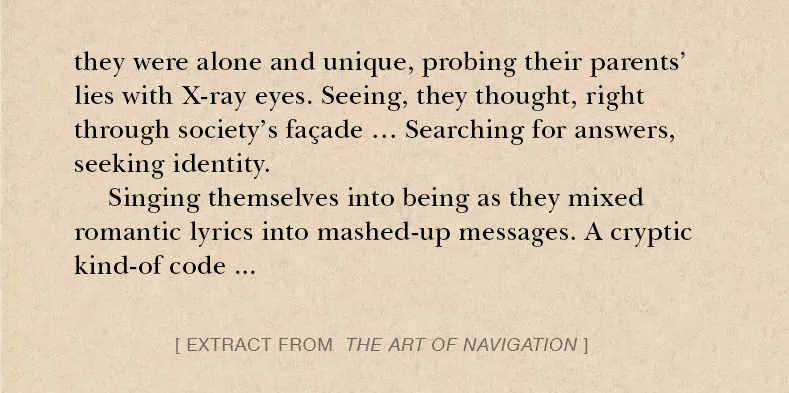 they were alone and unique, probing their parents’
lies with X-ray eyes. Seeing, they thought, right
through society’s façade … Searching for answers,
seeking identity.
Singing themselves into being as they mixed
romantic lyrics into mashed-up messages. A cryptic
kind-of code ...
[ EXTRACT FROM THE ART OF NAVIGATION ]